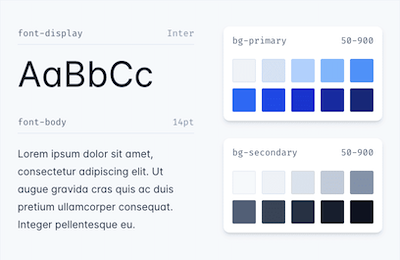 font-display Inter
AaBbCc
font-body 14pt
Lorem ipsum dolor sit amet,
consectetur adipiscing elit. Ut
augue gravida cras quis ac duis
pretium ullamcorper consequat.
Integer pellentesque eu.
bg-primary 50-900
bg-secondary 50-900